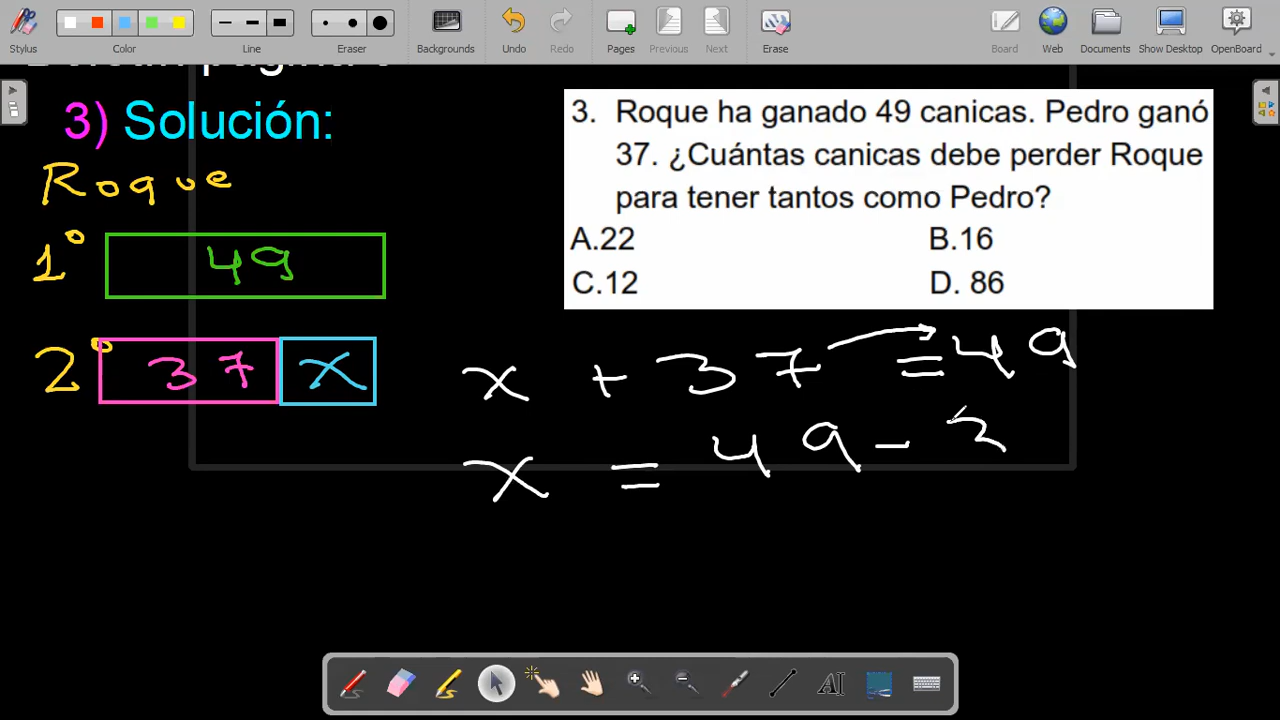 Stylus
Color
Line
Eraser
Backgrounds
Undo
Redo
Pages
Previous
Next
Erase
Board
Web
Documents
Show Desktop
OpenBoard
3) Solución:
Roque
1° 49
2° 37 x
3. Roque ha ganado 49 canicas. Pedro ganó
37. ¿Cuántas canicas debe perder Roque
para tener tantos como Pedro?
A.22 B.16
C.12 D. 86
x + 37 = 49
x = 49 - 3
AI